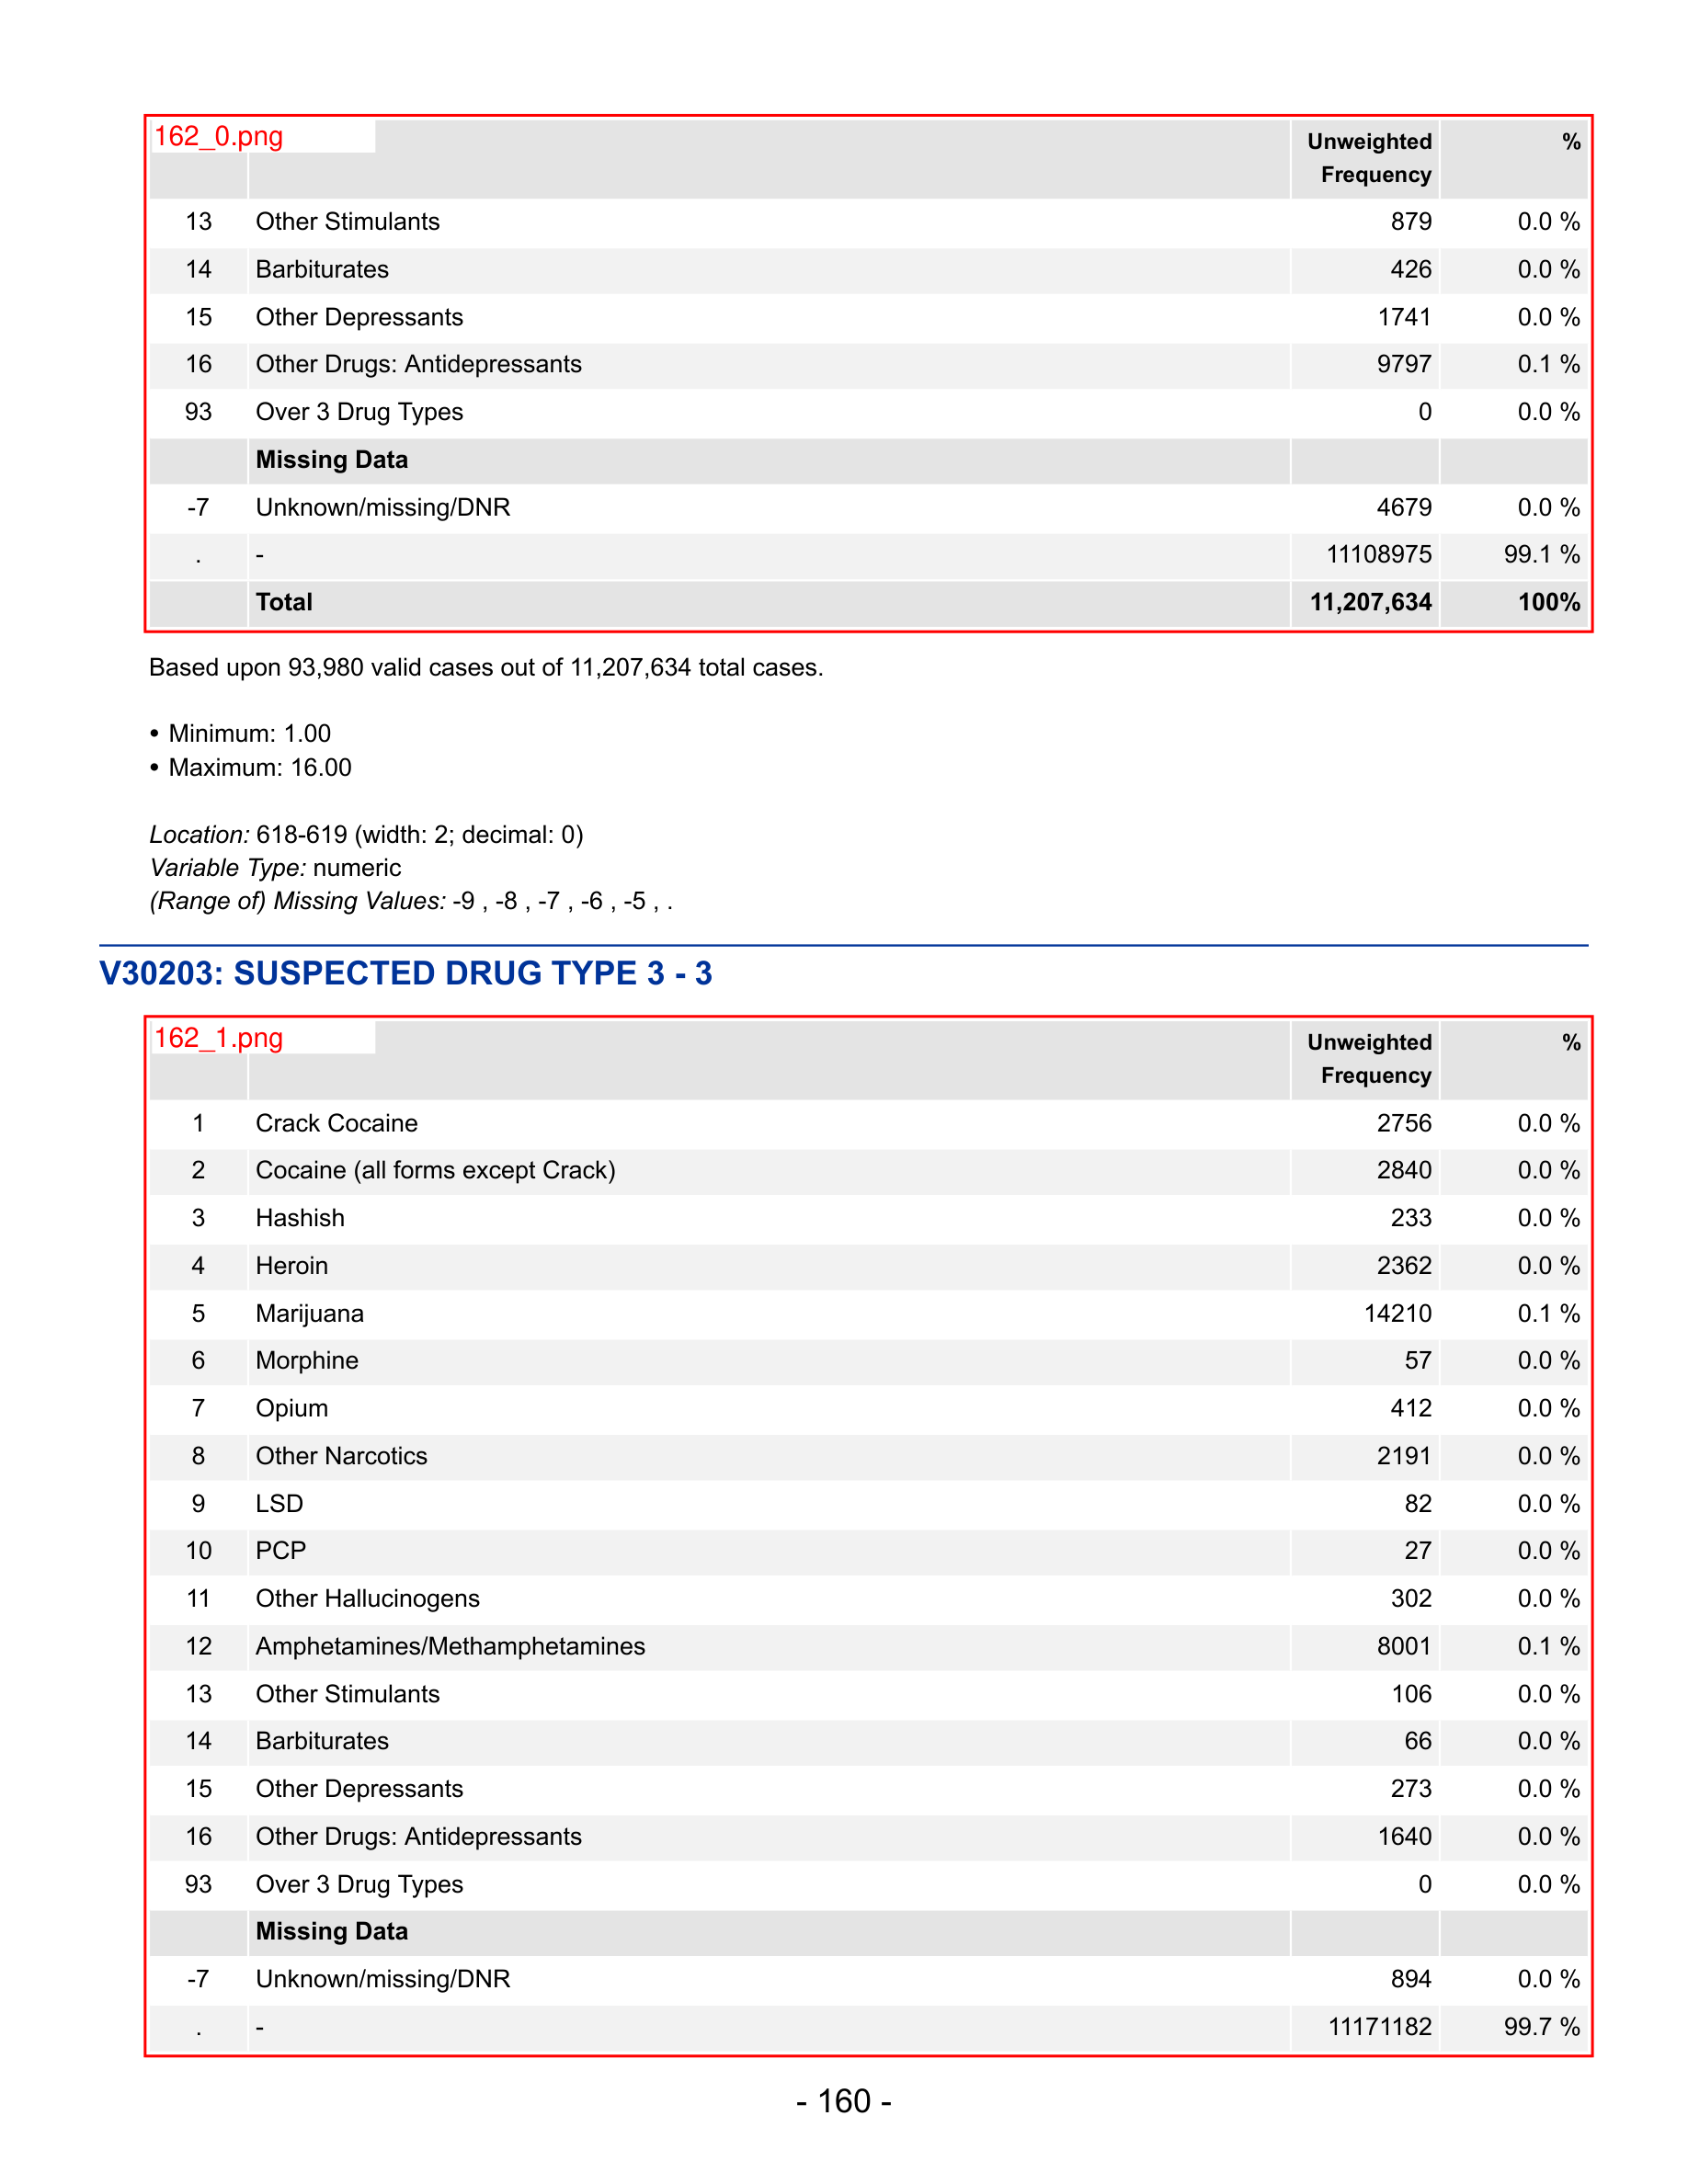 162_0.png
Unweighted Frequency %
13 Other Stimulants 879 0.0 %
14 Barbiturates 426 0.0 %
15 Other Depressants 1741 0.0 %
16 Other Drugs: Antidepressants 9797 0.1 %
93 Over 3 Drug Types 0 0.0 %
Missing Data
-7 Unknown/missing/DNR 4679 0.0 %
. - 11108975 99.1 %
Total 11,207,634 100%
Based upon 93,980 valid cases out of 11,207,634 total cases.
• Minimum: 1.00
• Maximum: 16.00
Location: 618-619 (width: 2; decimal: 0)
Variable Type: numeric
(Range of) Missing Values: -9 , -8 , -7 , -6 , -5 , .
V30203: SUSPECTED DRUG TYPE 3 - 3
162_1.png
Unweighted Frequency %
1 Crack Cocaine 2756 0.0 %
2 Cocaine (all forms except Crack) 2840 0.0 %
3 Hashish 233 0.0 %
4 Heroin 2362 0.0 %
5 Marijuana 14210 0.1 %
6 Morphine 57 0.0 %
7 Opium 412 0.0 %
8 Other Narcotics 2191 0.0 %
9 LSD 82 0.0 %
10 PCP 27 0.0 %
11 Other Hallucinogens 302 0.0 %
12 Amphetamines/Methamphetamines 8001 0.1 %
13 Other Stimulants 106 0.0 %
14 Barbiturates 66 0.0 %
15 Other Depressants 273 0.0 %
16 Other Drugs: Antidepressants 1640 0.0 %
93 Over 3 Drug Types 0 0.0 %
Missing Data
-7 Unknown/missing/DNR 894 0.0 %
. - 11171182 99.7 %
- 160 -